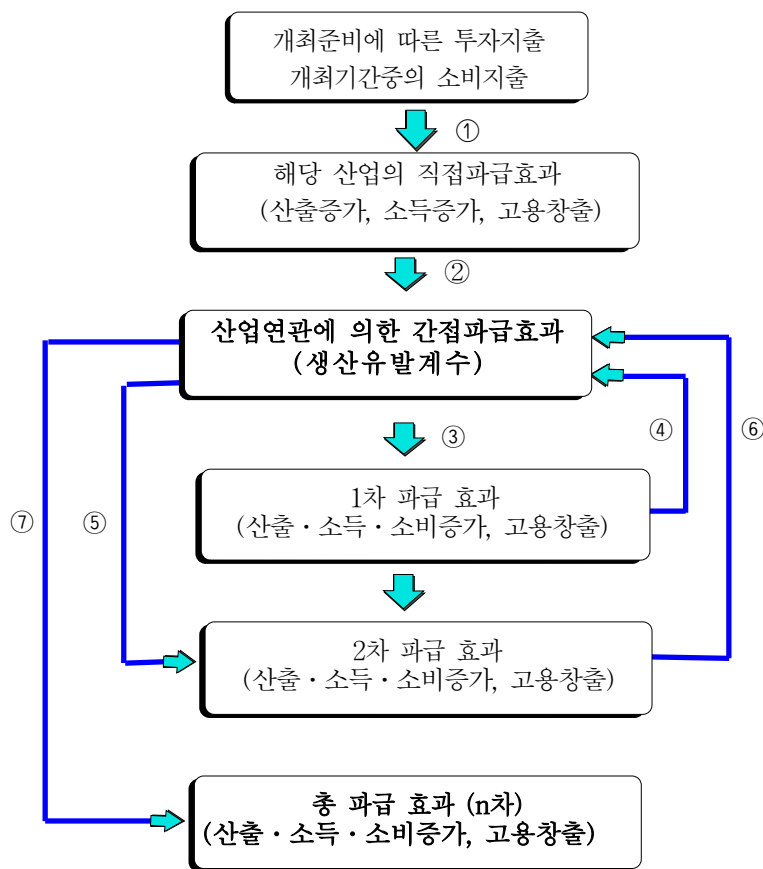 개최준비에 따른 투자지출
개최기간중의 소비지출
①
해당 산업의 직접파급효과
(산출증가, 소득증가, 고용창출)
②
산업연관에 의한 간접파급효과
(생산유발계수)
③
④
⑥
1차 파급 효과
(산출·소득·소비증가, 고용창출)
⑦
⑤
2차 파급 효과
(산출·소득·소비증가, 고용창출)
총 파급 효과 (n차)
(산출·소득·소비증가, 고용창출)